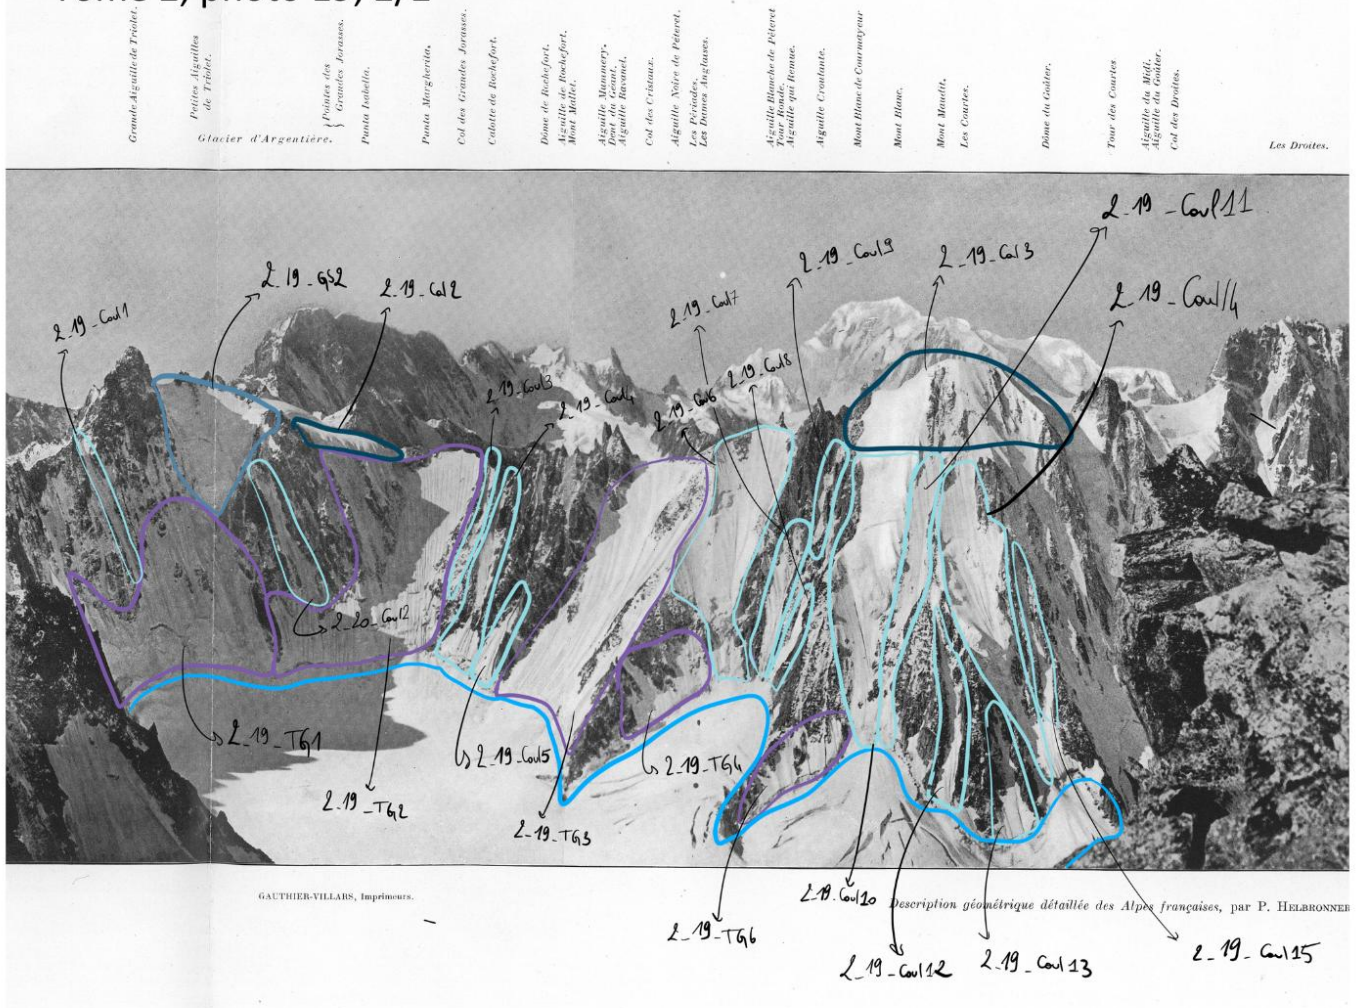 Tome 2, photo 19, 2/2
Grande Aiguille de Triolet.
Petites Aiguilles
de Triolet.
Glacier d'Argentière.
Pointes des
Grandes Jorasses.
Punta Isabella.
Punta Margherita.
Col des Grandes Jorasses.
Calotte de Rochefort.
Dôme de Rochefort.
Aiguille de Rochefort.
Mont Mallet.
Aiguille Mummery.
Dent du Géant.
Aiguille Ravanel.
Col des Cristaux.
Aiguille Noire de Péteret.
Les Périodes.
Les Dames Anglaises.
Aiguille Blanche de Péteret
Tour Ronde.
Aiguille qui Remue.
Aiguille Croulante.
Mont Blanc de Courmayeur
Mont Blanc.
Mont Maudit.
Les Courtes.
Dôme du Goûter.
Tour des Courtes
Aiguille du Midi.
Aiguille du Goûter.
Col des Droites.
Les Droites.
2_19_Coul11
2_19_Coul9
2_19_Cal3
2_19_GS2
2_19_Cal2
2_19_Coul14
2_19_Coul7
2_19_Coul1
2_19_Coul8
2_19_Coul3
2_19_Coul4
2_19_Coul6
2_20_Coul2
2_19_TG1
2_19_Coul5
2_19_TG4
2_19_TG2
2_19_TG3
GAUTHIER-VILLARS, Imprimeurs.
2_19_Coul10
Description géométrique détaillée des Alpes françaises, par P. HELBRONNER
2_19_TG6
2_19_Coul12
2_19_Coul13
2_19_Coul15